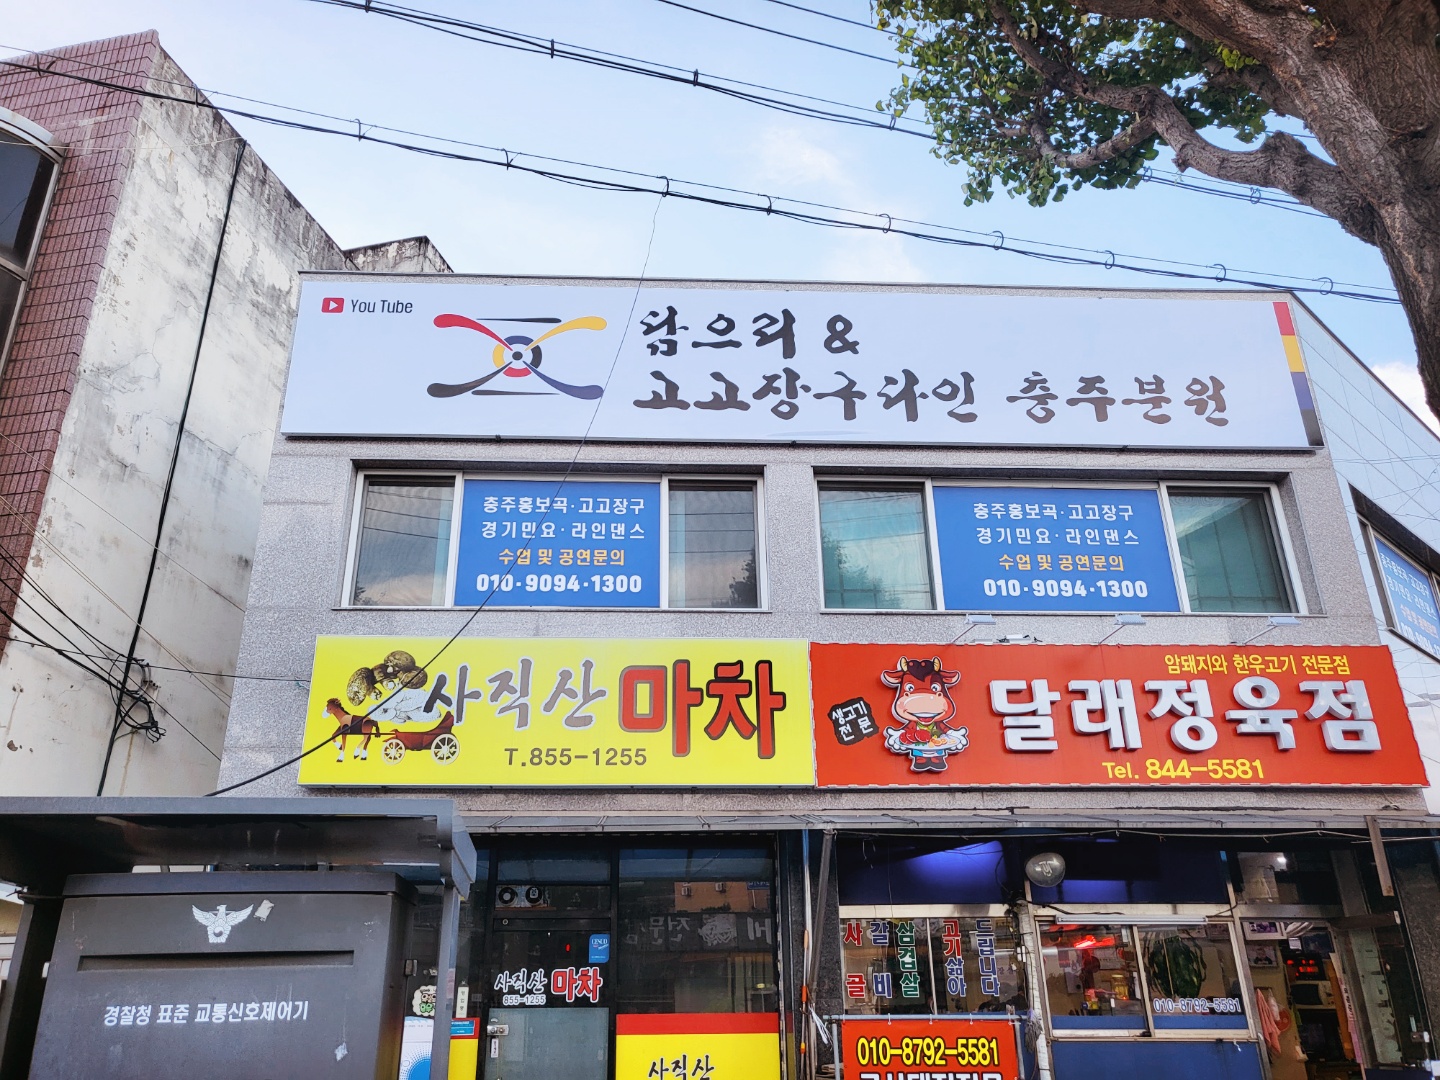 You Tube
참으리 &
고고장구라인 충주분원
충주홍보곡·고고장구
경기민요·라인댄스
수업 및 공연문의
010·9094·1300
충주홍보곡·고고장구
경기민요·라인댄스
수업 및 공연문의
010·9094·1300
사직산 마차
T.855-1255
암돼지와 한우고기 전문점
생고기
전문
달래정육점
Tel. 844-5581
사직산 마차
855-1255
사골
갈비
삼겹살
고기삶아
드립니다
010-8792-5581
010-8792-5581
사직산
경찰청 표준 교통신호제어기